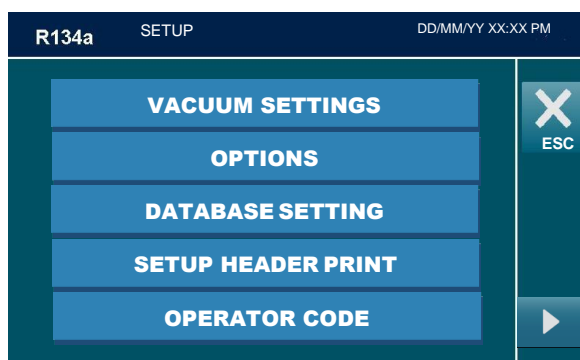 R134a SETUP DD/MM/YY XX:XX PM
VACUUM SETTINGS
ESC
OPTIONS
DATABASE SETTING
SETUP HEADER PRINT
OPERATOR CODE